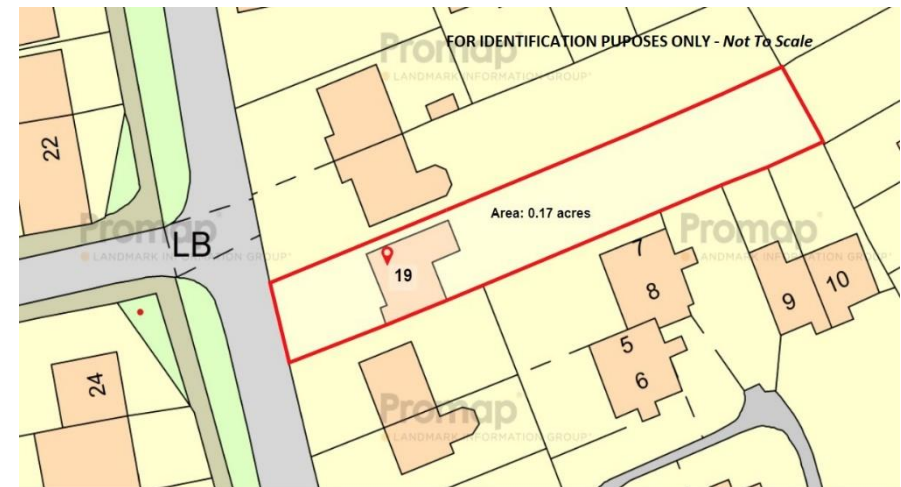 FOR IDENTIFICATION PUPOSES ONLY - Not To Scale
Promap
LANDMARK INFORMATION GROUP
22
Area: 0.17 acres
Promap
LANDMARK INFORMATION GROUP
LB
19
Promap
LANDMARK INFORMATION GROUP
7
8
9
10
5
6
24
Promap
LANDMARK INFORMATION GROUP